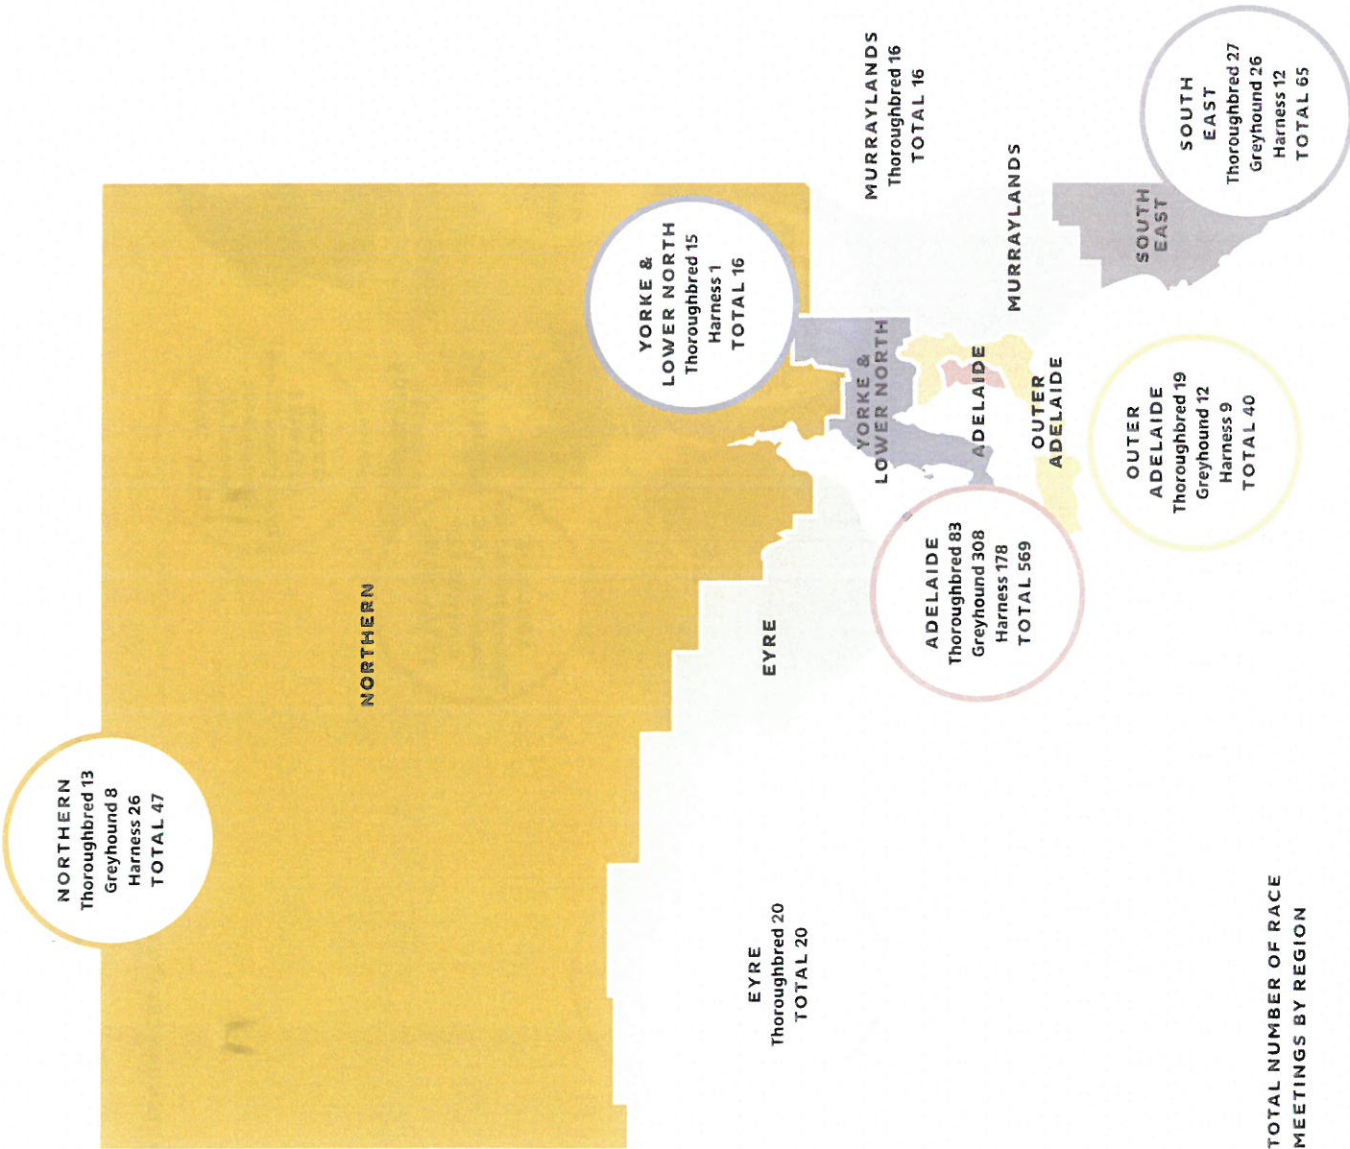 NORTHERN
Thoroughbred 13
Greyhound 8
Harness 26
TOTAL 47
NORTHERN
YORKE &
LOWER NORTH
Thoroughbred 15
Harness 1
TOTAL 16
EYRE
Thoroughbred 20
TOTAL 20
EYRE
YORKE &
LOWER NORTH
MURRAYLANDS
Thoroughbred 16
TOTAL 16
ADELAIDE
Thoroughbred 83
Greyhound 308
Harness 178
TOTAL 569
ADELAIDE
OUTER
ADELAIDE
MURRAYLANDS
OUTER
ADELAIDE
Thoroughbred 19
Greyhound 12
Harness 9
TOTAL 40
SOUTH
EAST
SOUTH
EAST
Thoroughbred 27
Greyhound 26
Harness 12
TOTAL 65
TOTAL NUMBER OF RACE
MEETINGS BY REGION